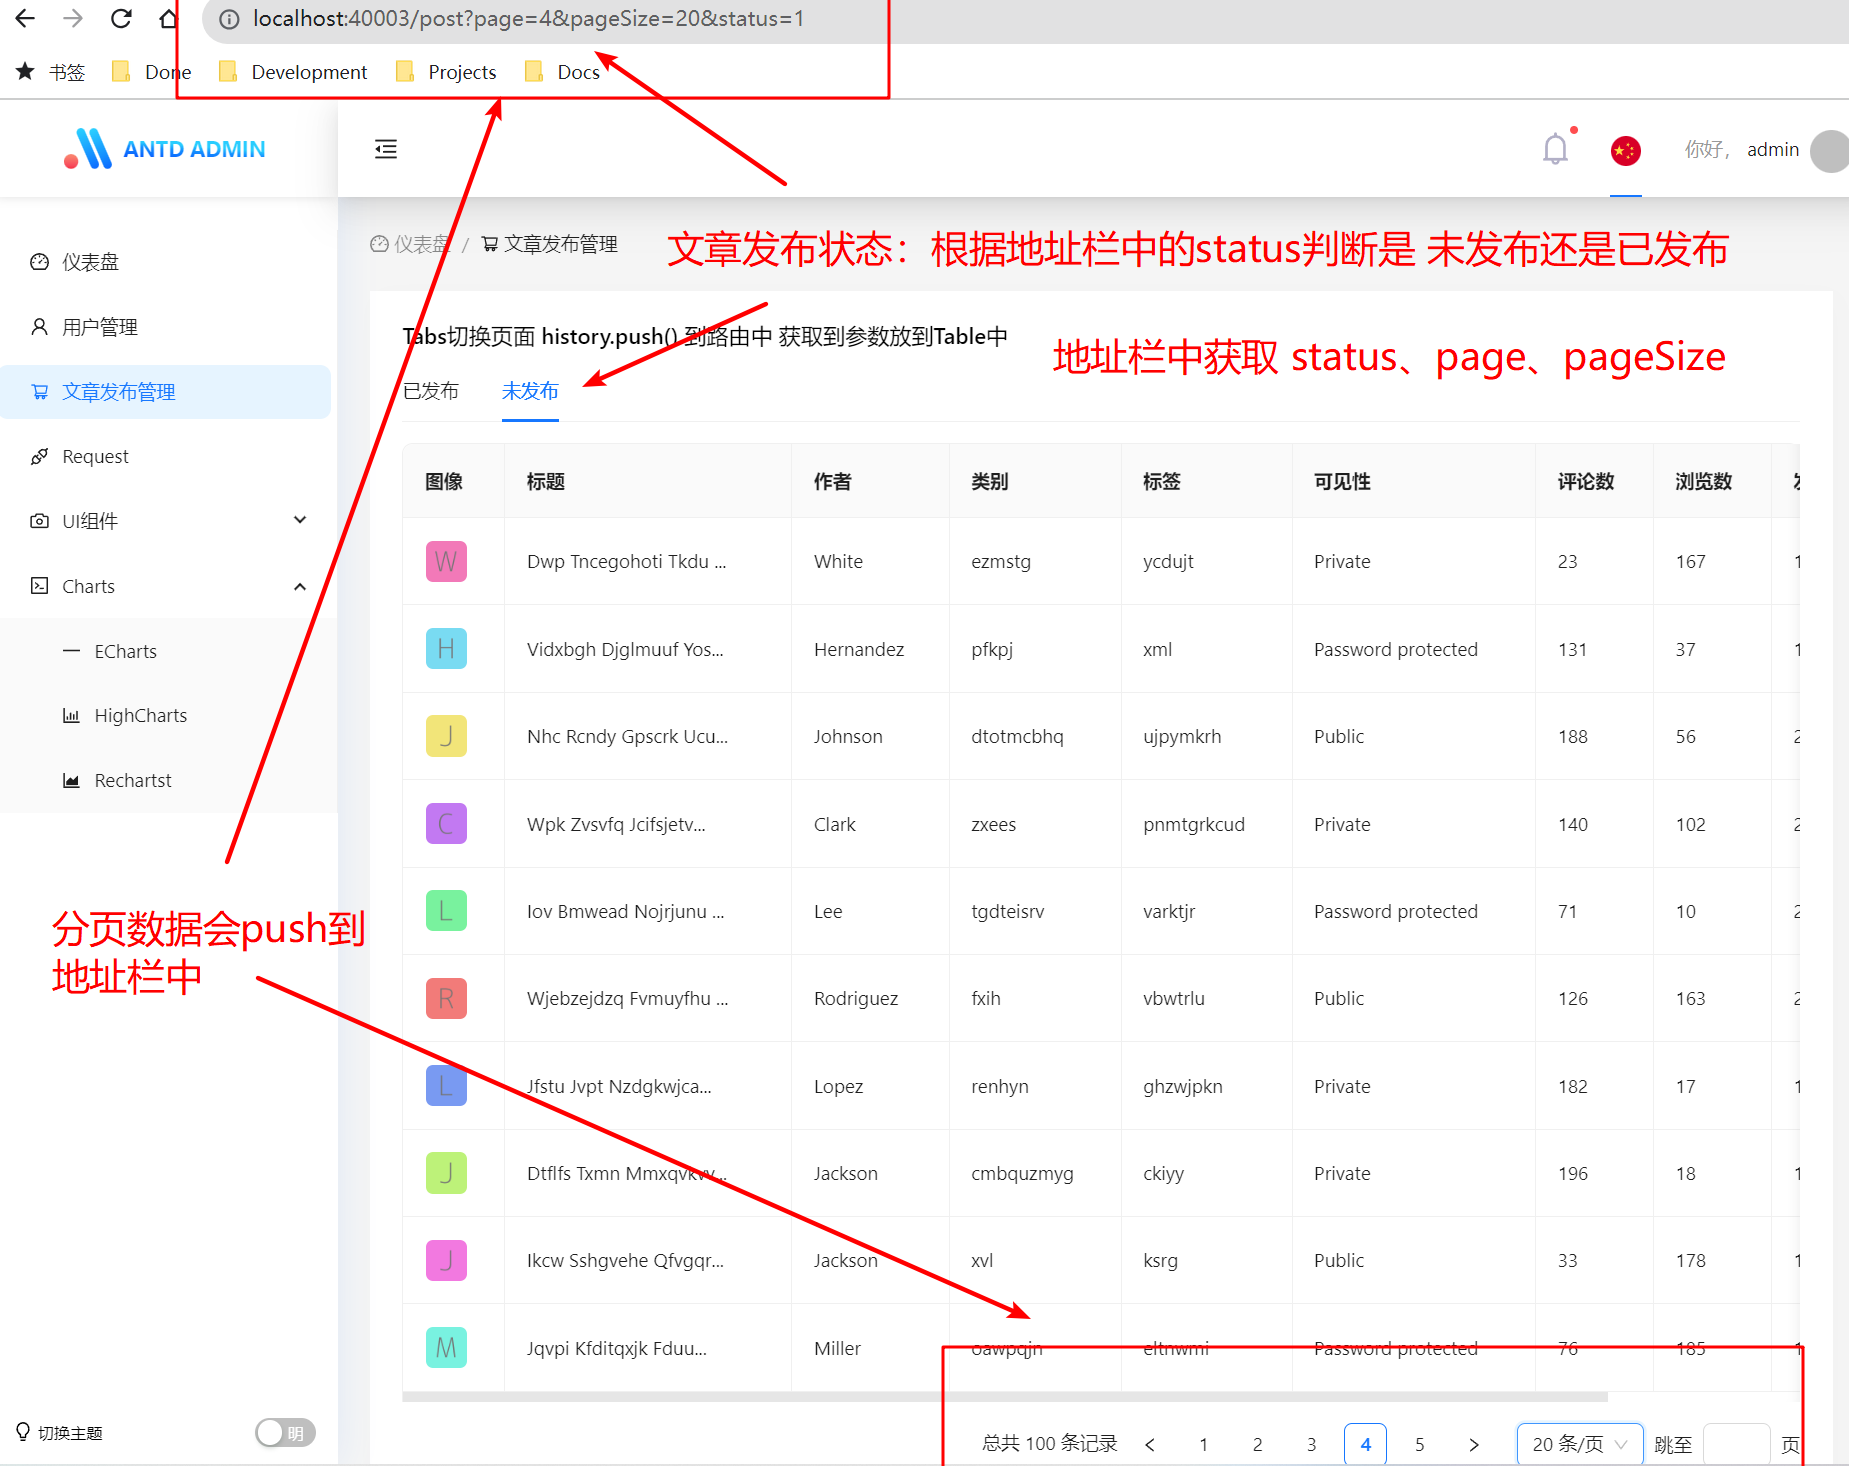 localhost:40003/post?page=4&pageSize=20&status=1
书签 Done Development Projects Docs
ANTD ADMIN
你好, admin
仪表盘 / 文章发布管理
文章发布状态：根据地址栏中的status判断是 未发布还是已发布
仪表盘
用户管理
文章发布管理
Request
UI组件
Charts
ECharts
HighCharts
Rechartst
Tabs切换页面 history.push() 到路由中 获取到参数放到Table中
地址栏中获取 status、page、pageSize
已发布 未发布
图像 标题 作者 类别 标签 可见性 评论数 浏览数
W Dwp Tncegohoti Tkdu ... White ezmstg ycdujt Private 23 167 1
H Vidxbgh Djglmuuf Yos... Hernandez pfkpj xml Password protected 131 37 1
J Nhc Rcndy Gpscrk Ucu... Johnson dtotmcbhq ujpymkrh Public 188 56 2
C Wpk Zvsvfq Jcifsjetv... Clark zxees pnmtgrkcud Private 140 102 2
L Iov Bmwead Nojrjunu ... Lee tgdteisrv varktjr Password protected 71 10 2
R Wjebzejdzq Fvmuyfhu ... Rodriguez fxih vbwtrlu Public 126 163 2
L Jfstu Jvpt Nzdgkwjca... Lopez renhyn ghzwjpkn Private 182 17 1
J Dtflfs Txmn Mmxqvkvv... Jackson cmbquzmyg ckiyy Private 196 18 1
J Ikcw Sshgvehe Qfvgqr... Jackson xvl ksrg Public 33 178 1
M Jqvpi Kfditqxjk Fduu... Miller oawpqjn eltnwmi Password protected 76 185 1
分页数据会push到
地址栏中
总共 100 条记录 < 1 2 3 4 5 > 20 条/页 跳至 页
切换主题 明